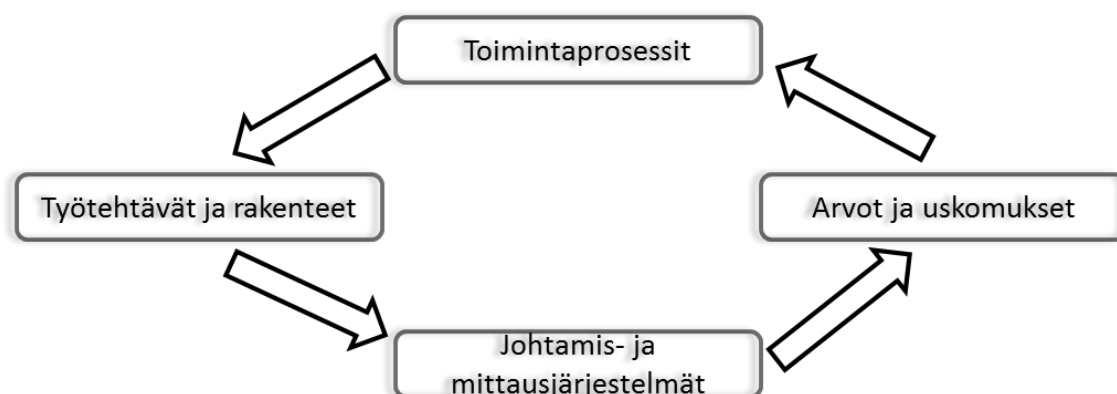 Toimintaprosessit
Työtehtävät ja rakenteet
Arvot ja uskomukset
Johtamis- ja
mittausjärjestelmät